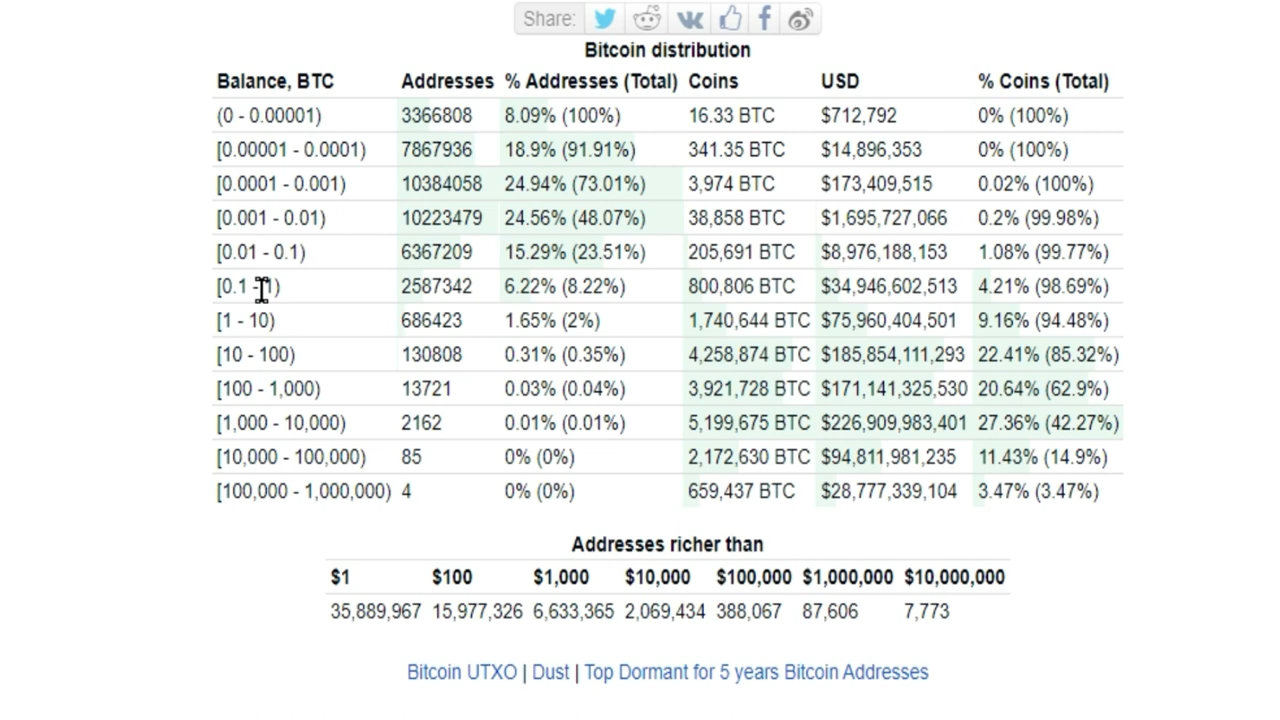 Share:
Bitcoin distribution
Balance, BTC Addresses % Addresses (Total) Coins USD % Coins (Total)
(0 - 0.00001) 3366808 8.09% (100%) 16.33 BTC $712,792 0% (100%)
[0.00001 - 0.0001) 7867936 18.9% (91.91%) 341.35 BTC $14,896,353 0% (100%)
[0.0001 - 0.001) 10384058 24.94% (73.01%) 3,974 BTC $173,409,515 0.02% (100%)
[0.001 - 0.01) 10223479 24.56% (48.07%) 38,858 BTC $1,695,727,066 0.2% (99.98%)
[0.01 - 0.1) 6367209 15.29% (23.51%) 205,691 BTC $8,976,188,153 1.08% (99.77%)
[0.1 - 1) 2587342 6.22% (8.22%) 800,806 BTC $34,946,602,513 4.21% (98.69%)
[1 - 10) 686423 1.65% (2%) 1,740,644 BTC $75,960,404,501 9.16% (94.48%)
[10 - 100) 130808 0.31% (0.35%) 4,258,874 BTC $185,854,111,293 22.41% (85.32%)
[100 - 1,000) 13721 0.03% (0.04%) 3,921,728 BTC $171,141,325,530 20.64% (62.9%)
[1,000 - 10,000) 2162 0.01% (0.01%) 5,199,675 BTC $226,909,983,401 27.36% (42.27%)
[10,000 - 100,000) 85 0% (0%) 2,172,630 BTC $94,811,981,235 11.43% (14.9%)
[100,000 - 1,000,000) 4 0% (0%) 659,437 BTC $28,777,339,104 3.47% (3.47%)
Addresses richer than
$1 $100 $1,000 $10,000 $100,000 $1,000,000 $10,000,000
35,889,967 15,977,326 6,633,365 2,069,434 388,067 87,606 7,773
Bitcoin UTXO | Dust | Top Dormant for 5 years Bitcoin Addresses